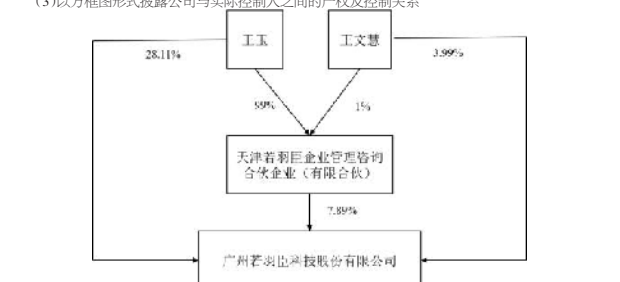 (3)以方框图形式披露公司与实际控制人之间的产权及控制关系
王玉
王文慧
28.11%
3.99%
99%
1%
天津若羽臣企业管理咨询
合伙企业（有限合伙）
7.89%
广州若羽臣科技股份有限公司